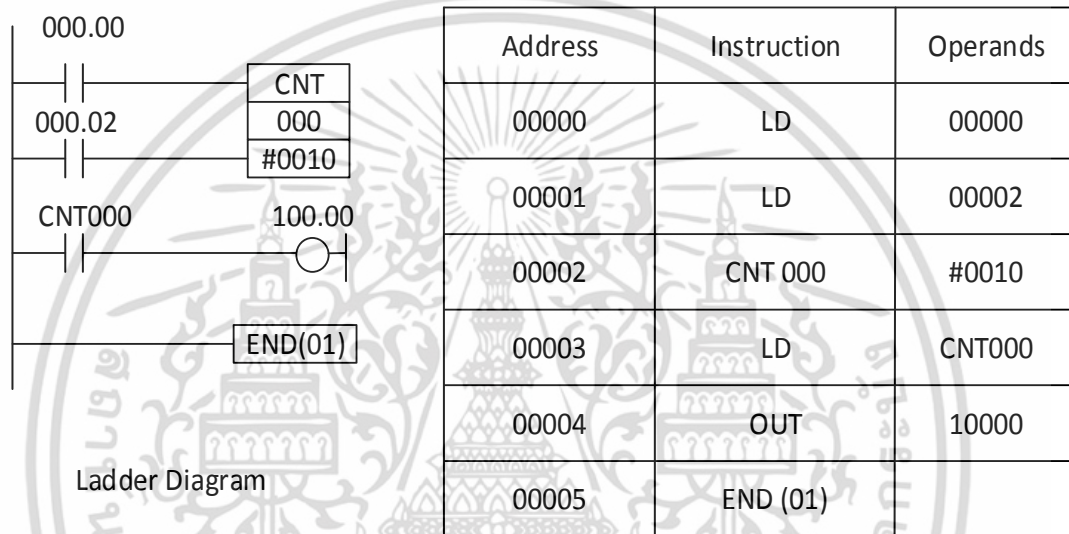 000.00
CNT
000.02
000
#0010
CNT000
100.00
END(01)
Ladder Diagram
Address Instruction Operands
00000 LD 00000
00001 LD 00002
00002 CNT 000 #0010
00003 LD CNT000
00004 OUT 10000
00005 END (01)